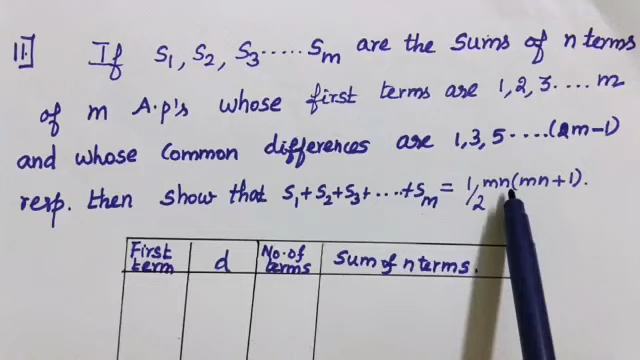 11] If S₁, S₂, S₃ ..... Sₘ are the sums of n terms
of m A.p's whose first terms are 1, 2, 3 .... m
and whose common differences are 1, 3, 5 ....(2m-1)
resp. then show that S₁+S₂+S₃+....+Sₘ = 1/2 mn(mn+1).
First term | d | No. of terms | Sum of n terms.